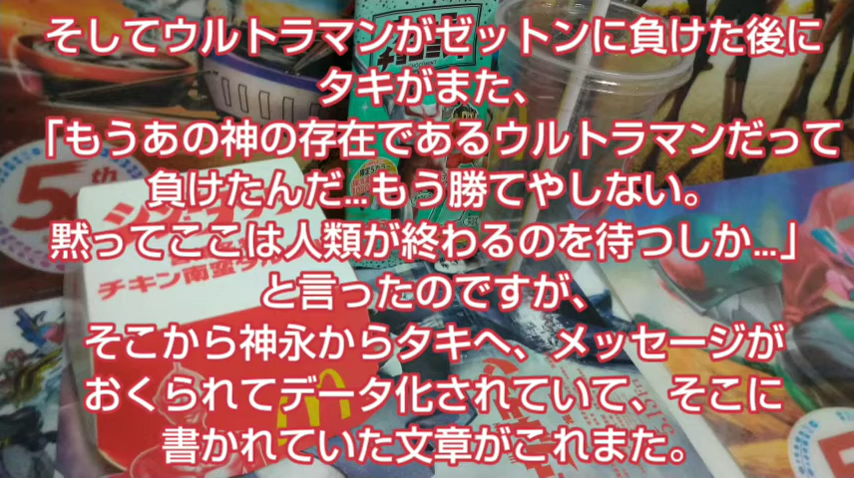 そしてウルトラマンがゼットンに負けた後に
タキがまた、
「もうあの神の存在であるウルトラマンだって
負けたんだ…もう勝てやしない。
黙ってここは人類が終わるのを待つしか…」
と言ったのですが、
そこから神永からタキへ、メッセージが
おくられてデータ化されていて、そこに
書かれていた文章がこれまた。
5th
チキン南蛮